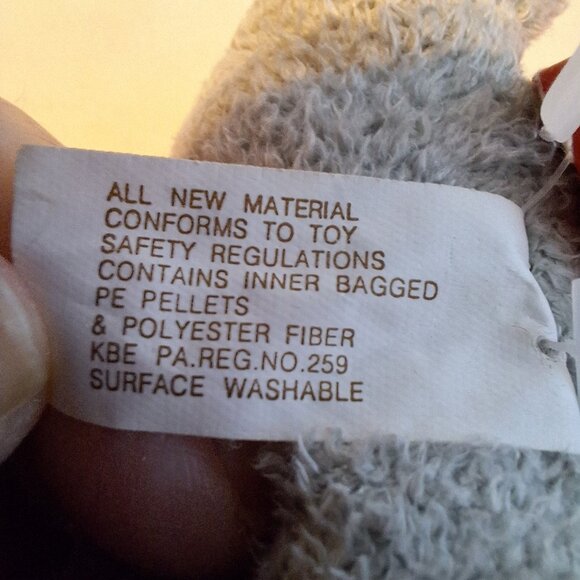 ALL NEW MATERIAL
CONFORMS TO TOY
SAFETY REGULATIONS
CONTAINS INNER BAGGED
PE PELLETS
& POLYESTER FIBER
KBE PA.REG.NO.259
SURFACE WASHABLE